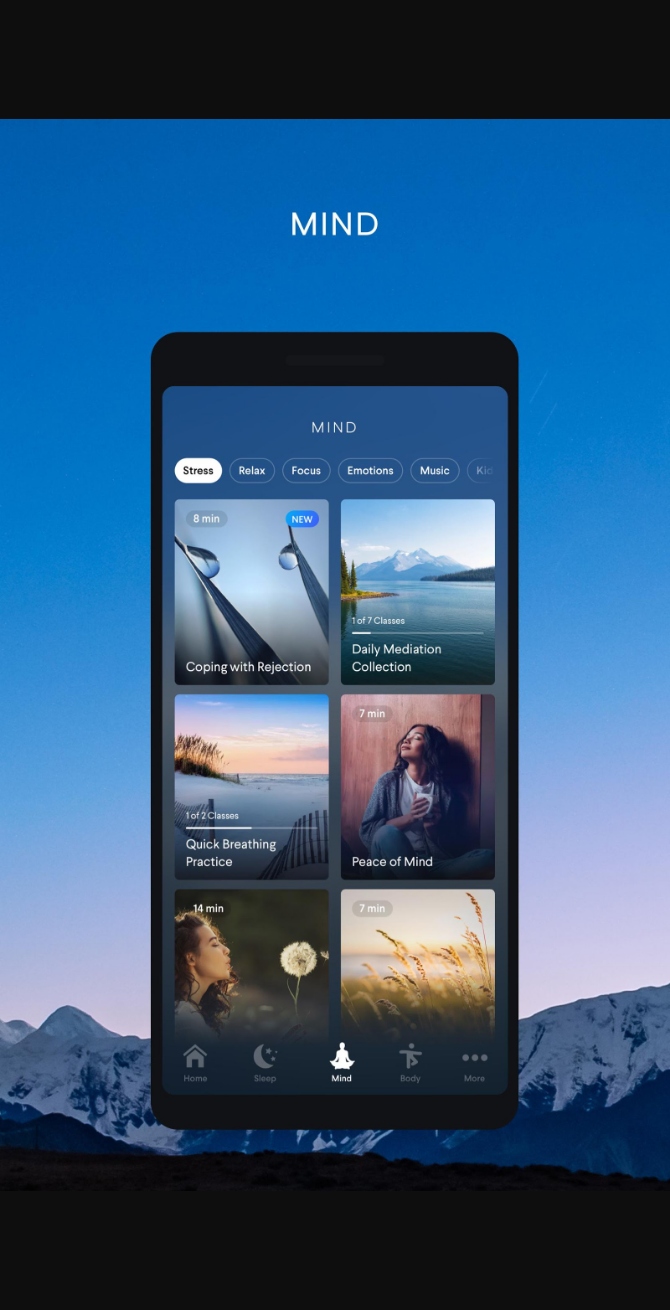 MIND
MIND
Stress
Relax
Focus
Emotions
Music
8 min
NEW
Coping with Rejection
1 of 7 Classes
Daily Mediation
Collection
1 of 2 Classes
Quick Breathing
Practice
7 min
Peace of Mind
14 min
7 min
Home
Sleep
Mind
Body
More